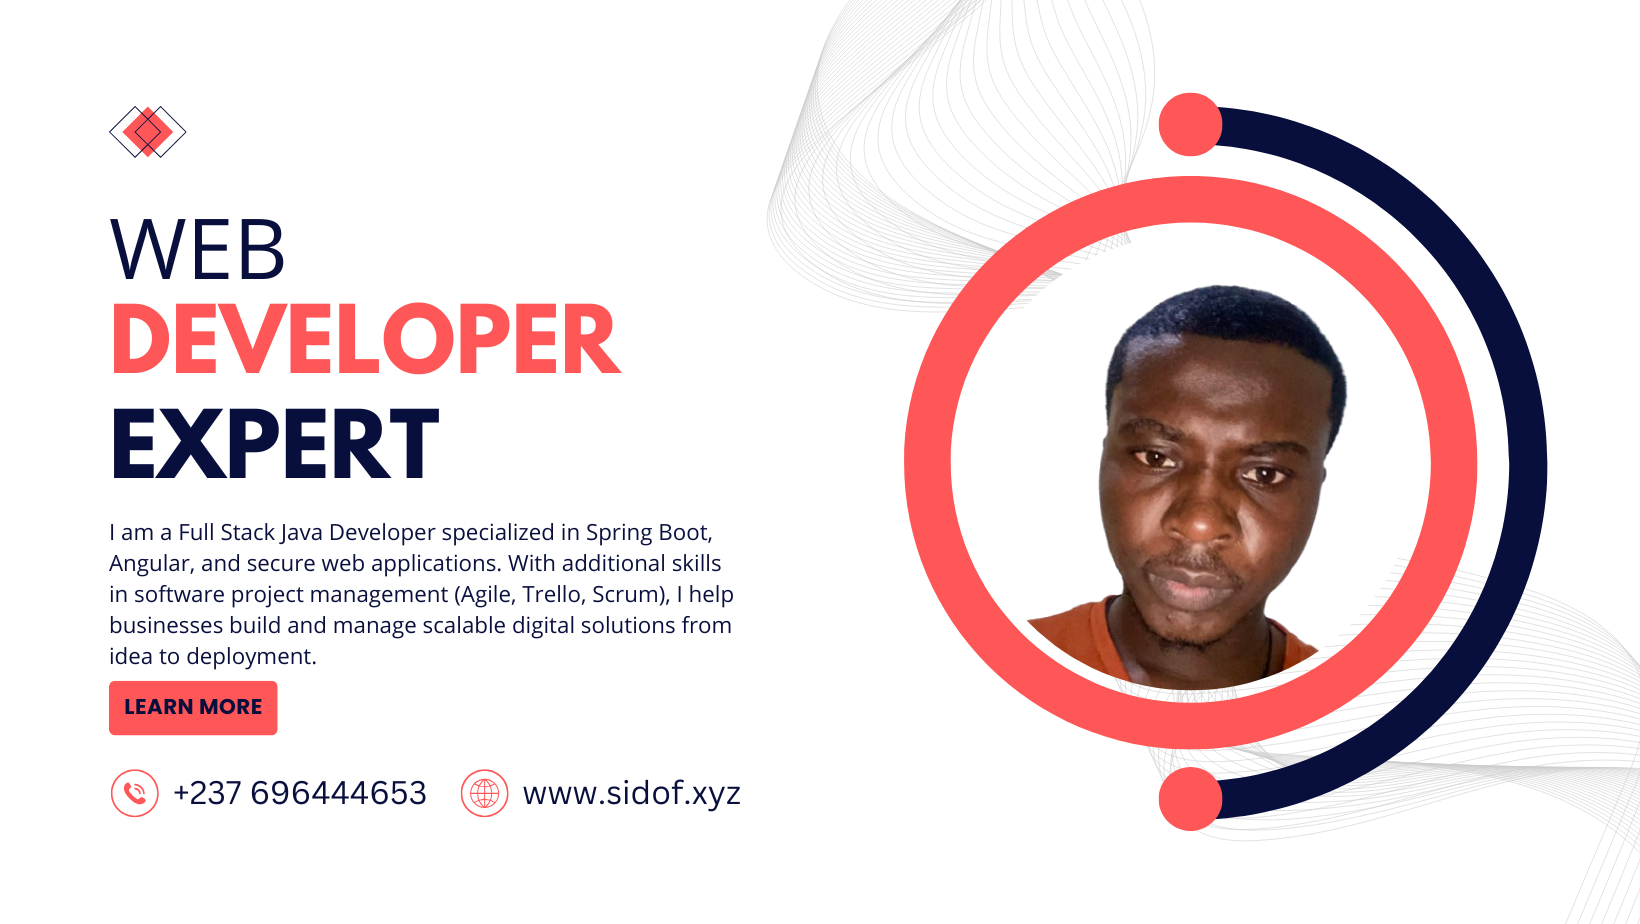 WEB
DEVELOPER
EXPERT
I am a Full Stack Java Developer specialized in Spring Boot,
Angular, and secure web applications. With additional skills
in software project management (Agile, Trello, Scrum), I help
businesses build and manage scalable digital solutions from
idea to deployment.
LEARN MORE
+237 696444653 www.sidof.xyz